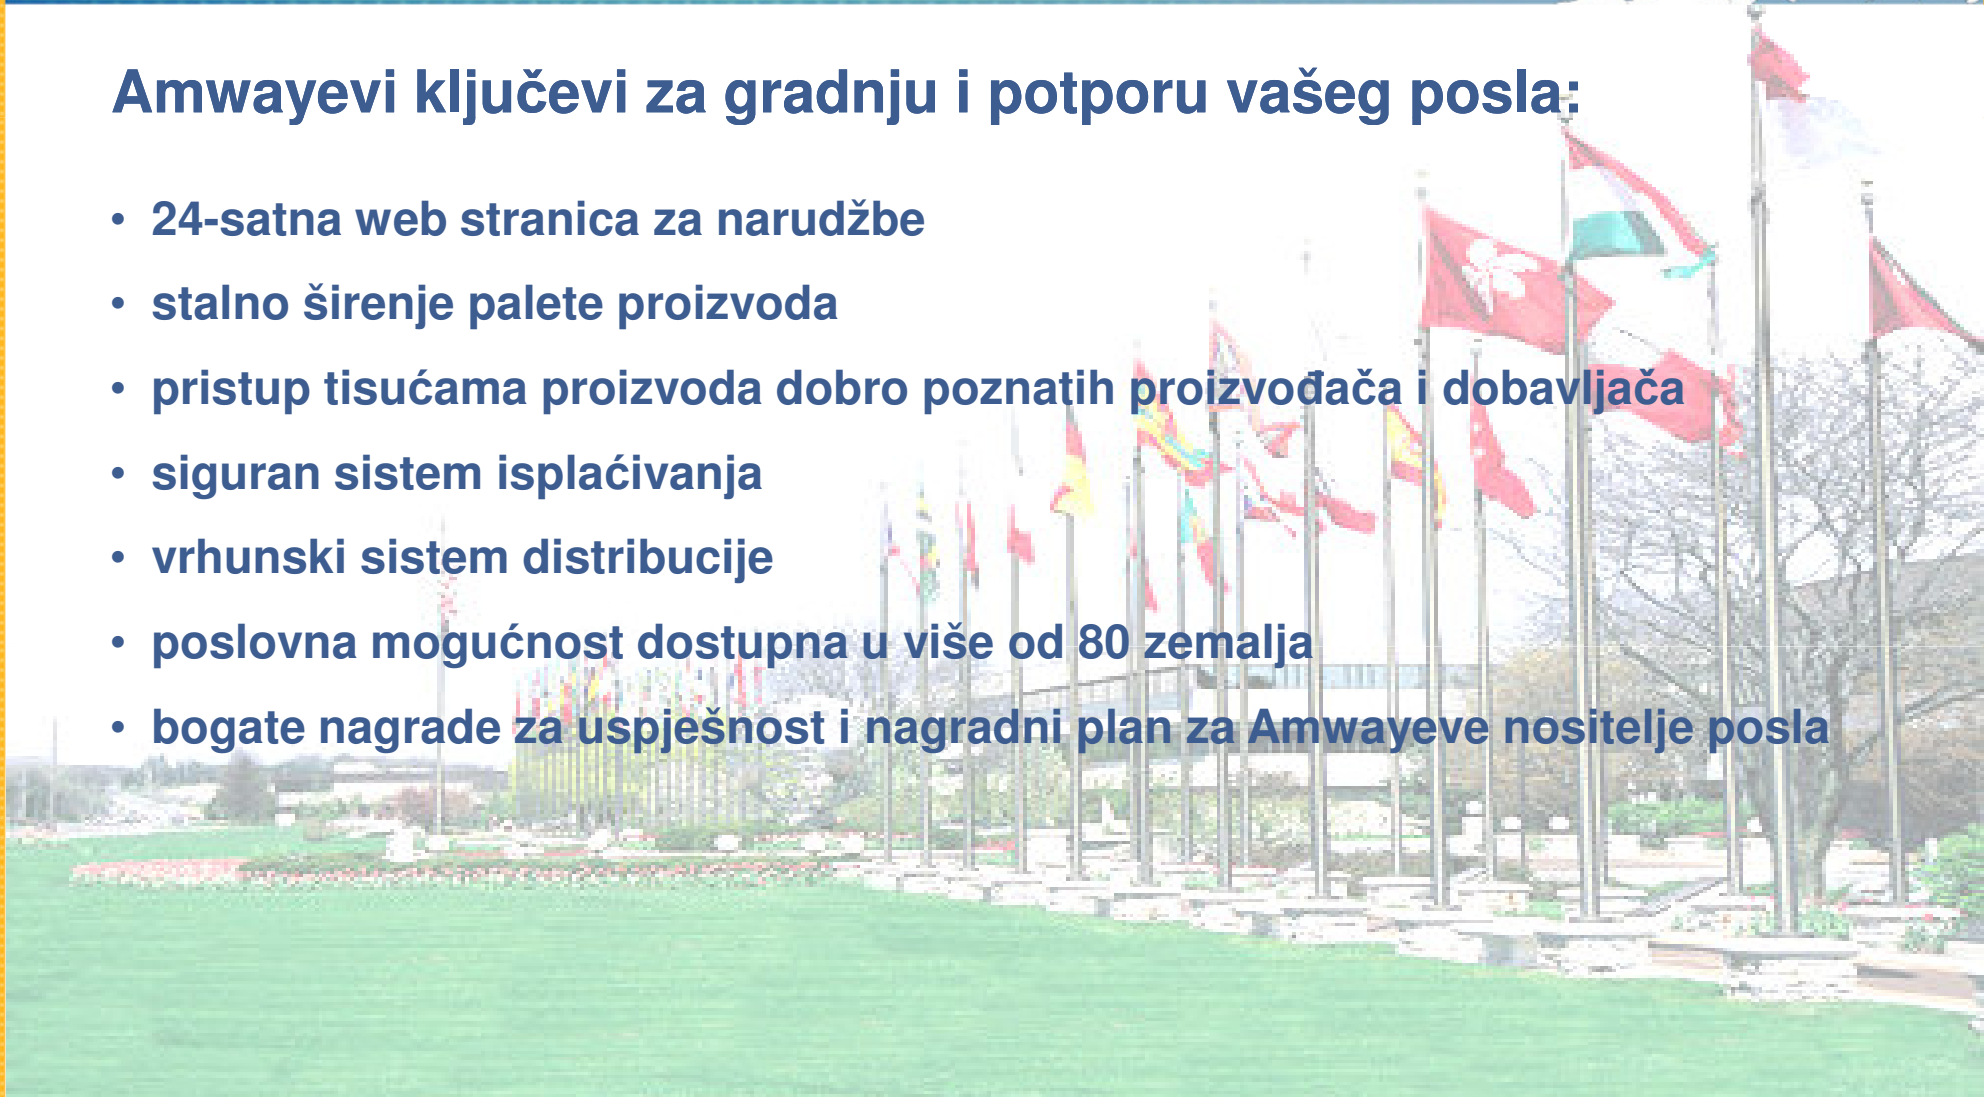 Amwayevi ključevi za gradnju i potporu vašeg posla:
• 24-satna web stranica za narudžbe
• stalno širenje palete proizvoda
• pristup tisućama proizvoda dobro poznatih proizvođača i dobavljača
• siguran sistem isplaćivanja
• vrhunski sistem distribucije
• poslovna mogućnost dostupna u više od 80 zemalja
• bogate nagrade za uspješnost i nagradni plan za Amwayeve nositelje posla